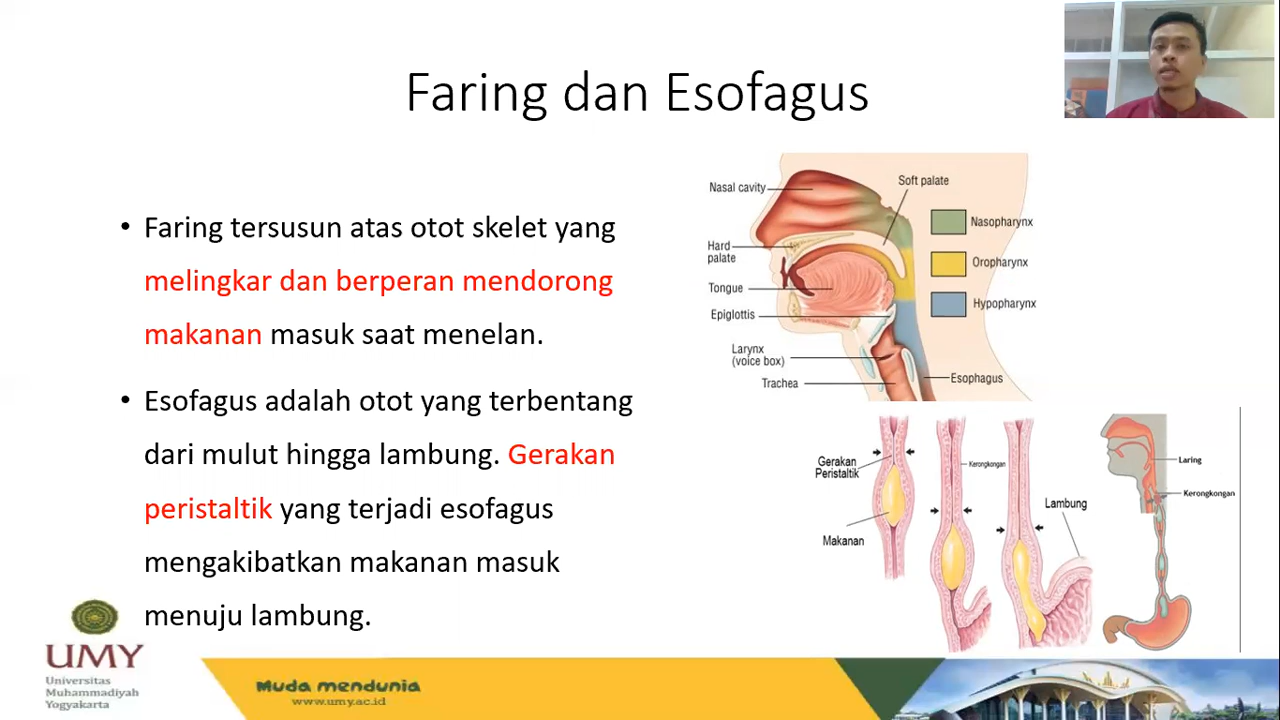 Faring dan Esofagus
• Faring tersusun atas otot skelet yang
melingkar dan berperan mendorong
makanan masuk saat menelan.
• Esofagus adalah otot yang terbentang
dari mulut hingga lambung. Gerakan
peristaltik yang terjadi esofagus
mengakibatkan makanan masuk
menuju lambung.
Nasal cavity
Soft palate
Nasopharynx
Hard
palate
Oropharynx
Tongue
Hypopharynx
Epiglottis
Larynx
(voice box)
Trachea
Esophagus
Gerakan
Peristaltik
Makanan
Kerongkongan
Lambung
Laring
Kerongkongan
UMY
Universitas
Muhammadiyah
Yogyakarta
Muda mendunia
www.umy.ac.id